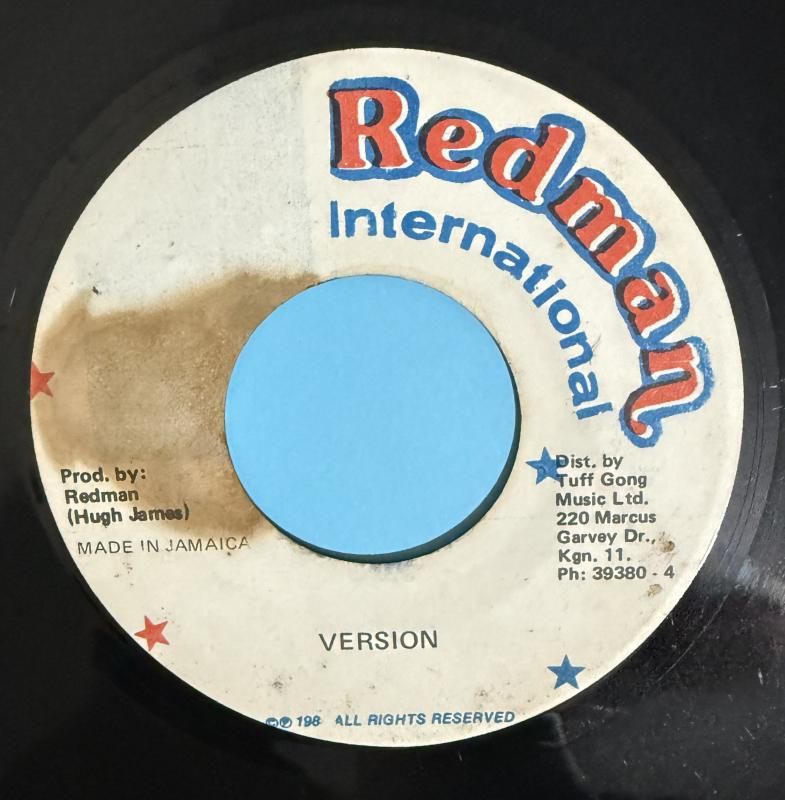 Redman
International
Prod. by:
Redman
(Hugh James)
MADE IN JAMAICA
Dist. by
Tuff Gong
Music Ltd.
220 Marcus
Garvey Dr.,
Kgn. 11.
Ph: 39380 - 4
VERSION
©℗ 198 ALL RIGHTS RESERVED